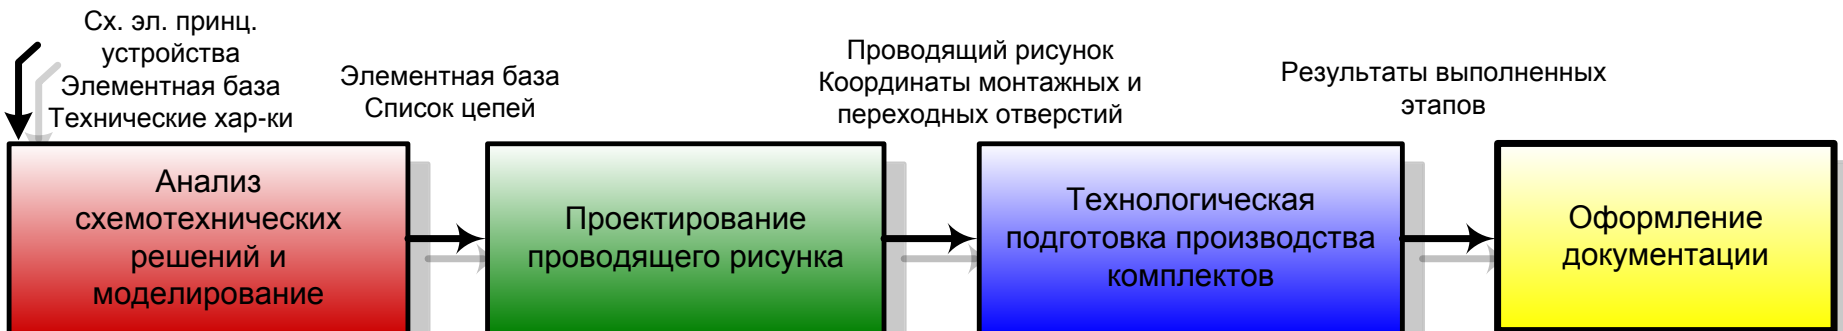 Сх. эл. принц.
устройства
Элементная база
Технические хар-ки
Элементная база
Список цепей
Проводящий рисунок
Координаты монтажных и
переходных отверстий
Результаты выполненных
этапов
Анализ
схемотехнических
решений и
моделирование
Проектирование
проводящего рисунка
Технологическая
подготовка производства
комплектов
Оформление
документации